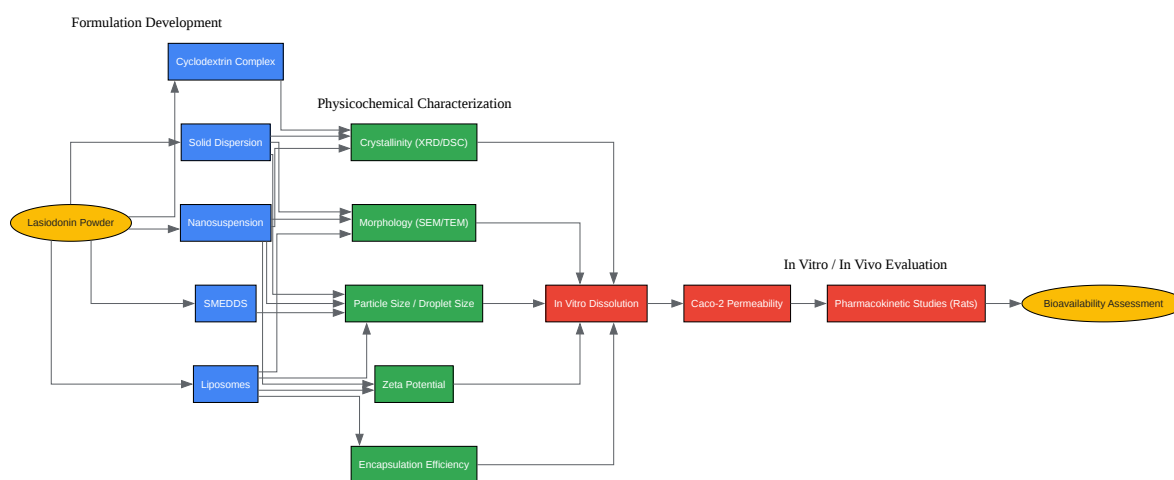 Formulation Development
Cyclodextrin Complex
Physicochemical Characterization
Solid Dispersion
Crystallinity (XRD/DSC)
Lasiodonin Powder
Nanosuspension
Morphology (SEM/TEM)
In Vitro / In Vivo Evaluation
SMEDDS
Particle Size / Droplet Size
In Vitro Dissolution
Caco-2 Permeability
Pharmacokinetic Studies (Rats)
Bioavailability Assessment
Liposomes
Zeta Potential
Encapsulation Efficiency